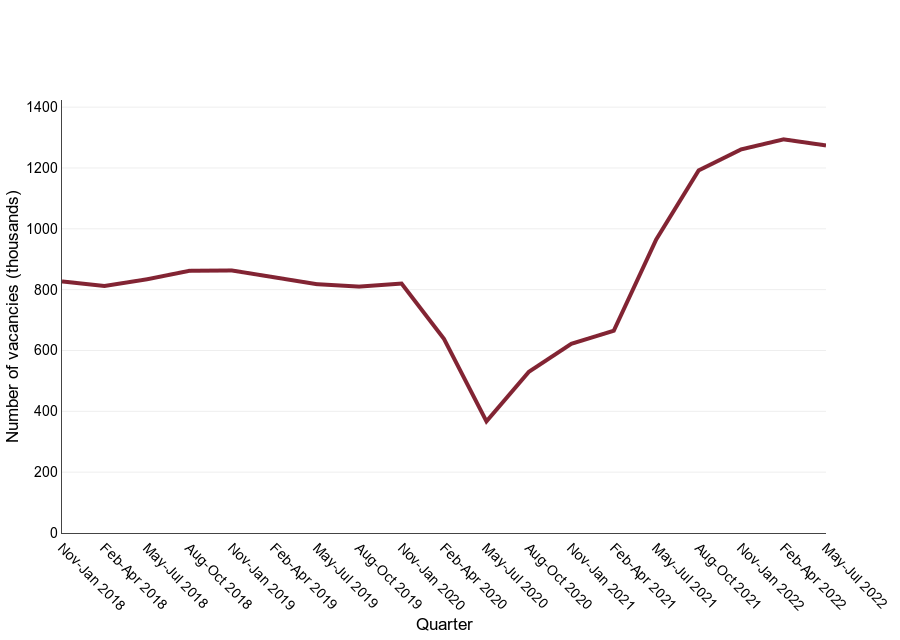 Number of vacancies (thousands)
1400
1200
1000
800
600
400
200
0
Nov-Jan 2018
Feb-Apr 2018
May-Jul 2018
Aug-Oct 2018
Nov-Jan 2019
Feb-Apr 2019
May-Jul 2019
Aug-Oct 2019
Nov-Jan 2020
Feb-Apr 2020
May-Jul 2020
Aug-Oct 2020
Nov-Jan 2021
Feb-Apr 2021
May-Jul 2021
Aug-Oct 2021
Nov-Jan 2022
Feb-Apr 2022
May-Jul 2022
Quarter